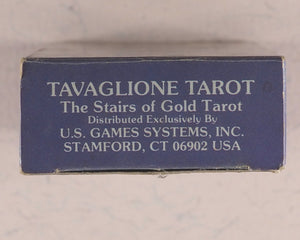 TAVAGLIONE TAROT
The Stairs of Gold Tarot
Distributed Exclusively By
U.S. GAMES SYSTEMS, INC.
STAMFORD, CT 06902 USA